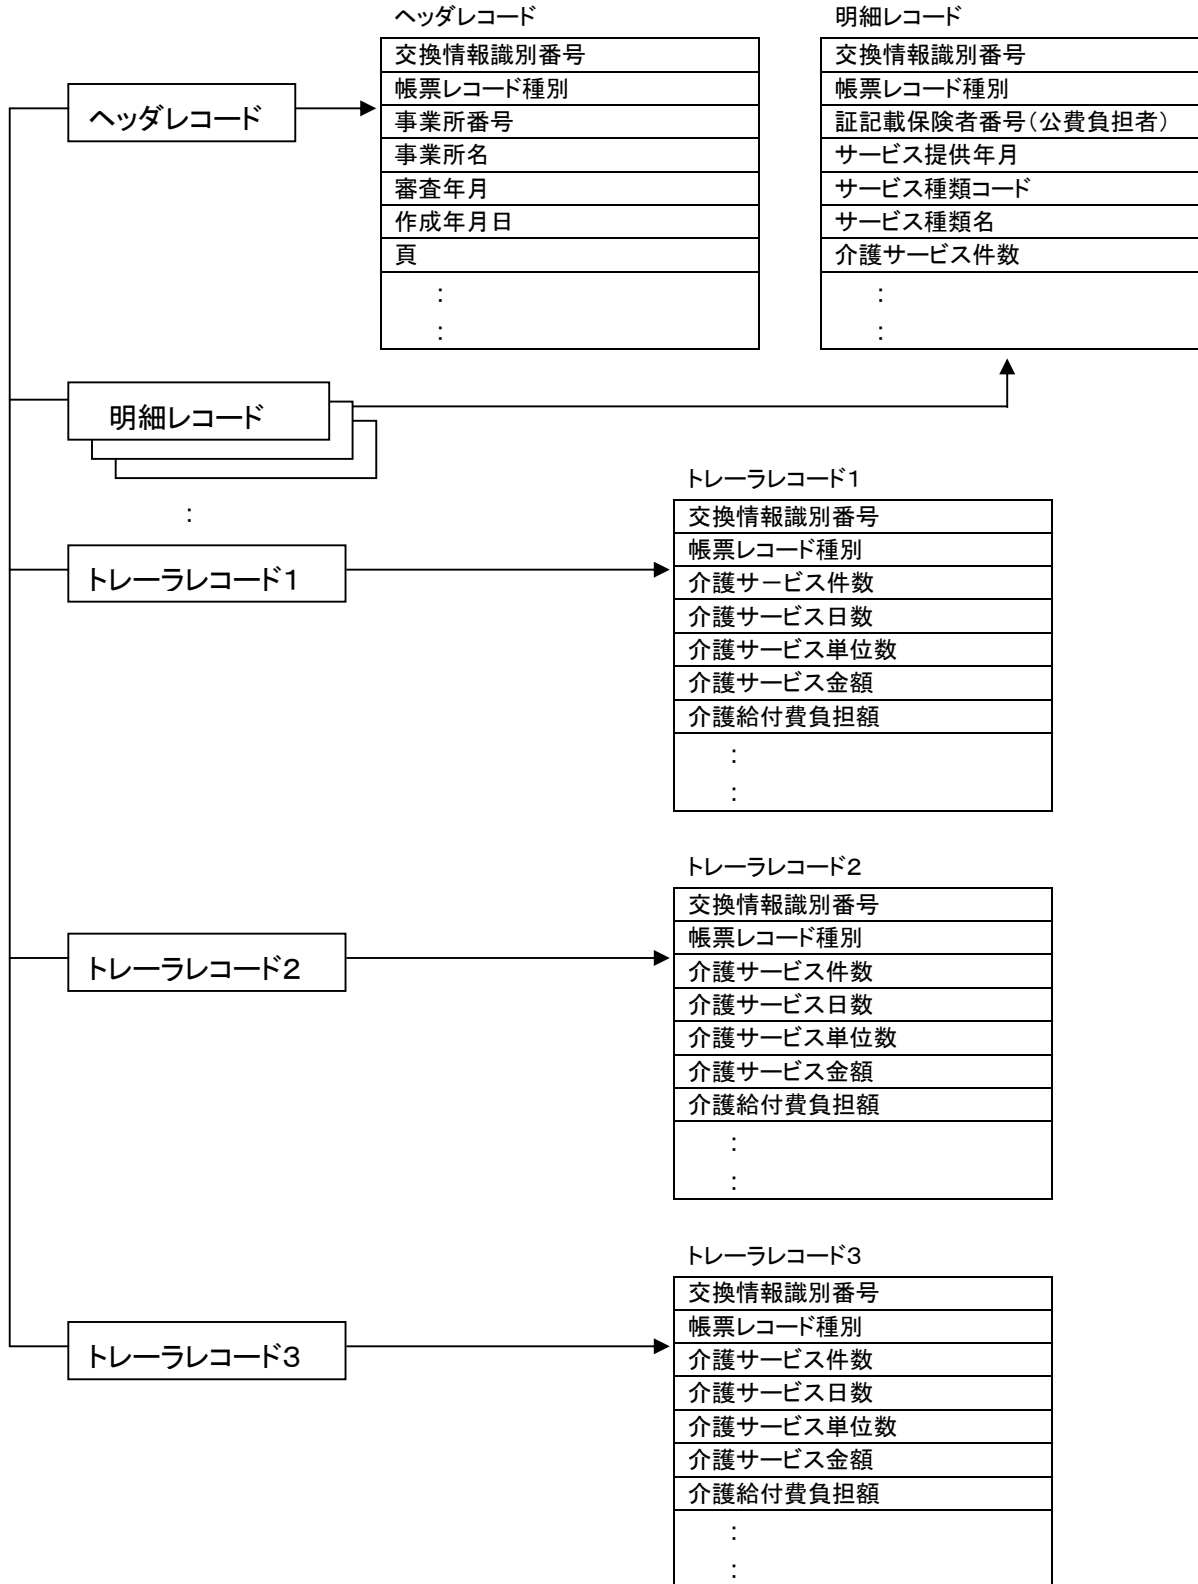 ヘッダレコード
交換情報識別番号
帳票レコード種別
事業所番号
事業所名
審査年月
作成年月日
頁
:
:
明細レコード
交換情報識別番号
帳票レコード種別
証記載保険者番号(公費負担者)
サービス提供年月
サービス種類コード
サービス種類名
介護サービス件数
:
:
ヘッダレコード
明細レコード
:
トレーラレコード1
トレーラレコード1
交換情報識別番号
帳票レコード種別
介護サービス件数
介護サービス日数
介護サービス単位数
介護サービス金額
介護給付費負担額
:
:
トレーラレコード2
トレーラレコード2
交換情報識別番号
帳票レコード種別
介護サービス件数
介護サービス日数
介護サービス単位数
介護サービス金額
介護給付費負担額
:
:
トレーラレコード3
トレーラレコード3
交換情報識別番号
帳票レコード種別
介護サービス件数
介護サービス日数
介護サービス単位数
介護サービス金額
介護給付費負担額
:
: